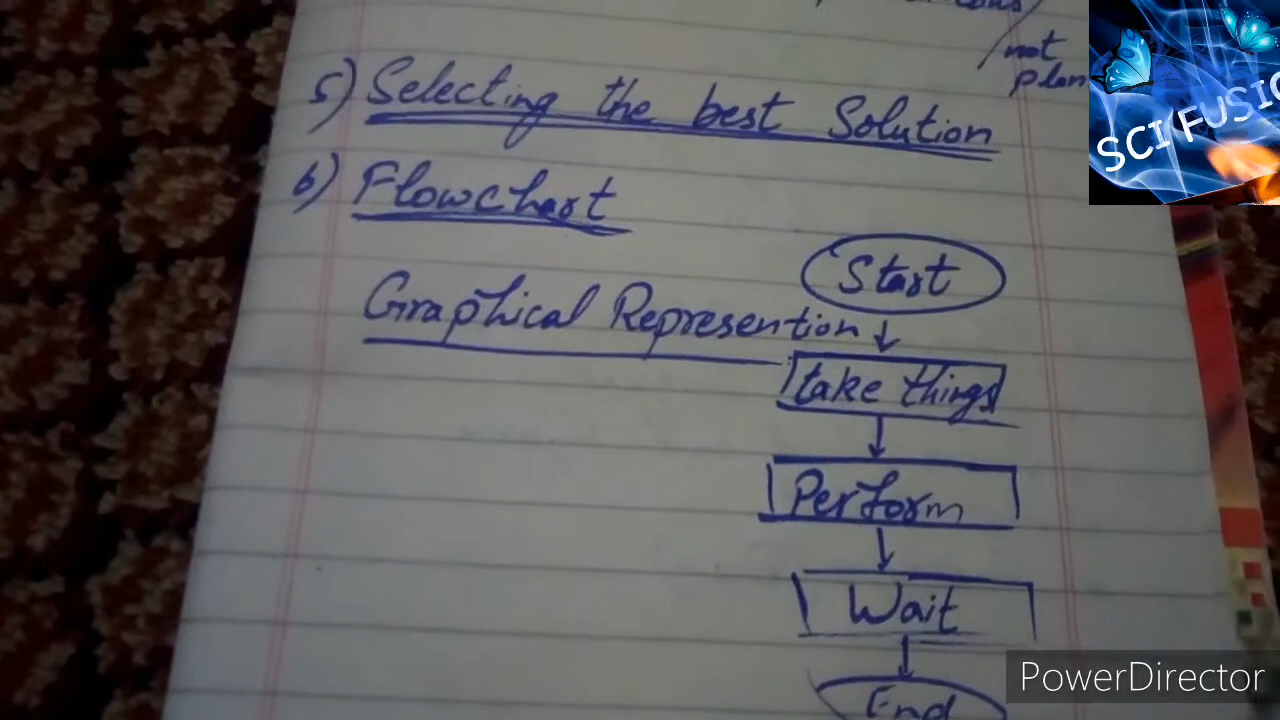 not
plan
5) Selecting the best Solution
6) Flowchart
Start
Graphical Represention
take things
Perform
Wait
End
SCI FUSIO
PowerDirector